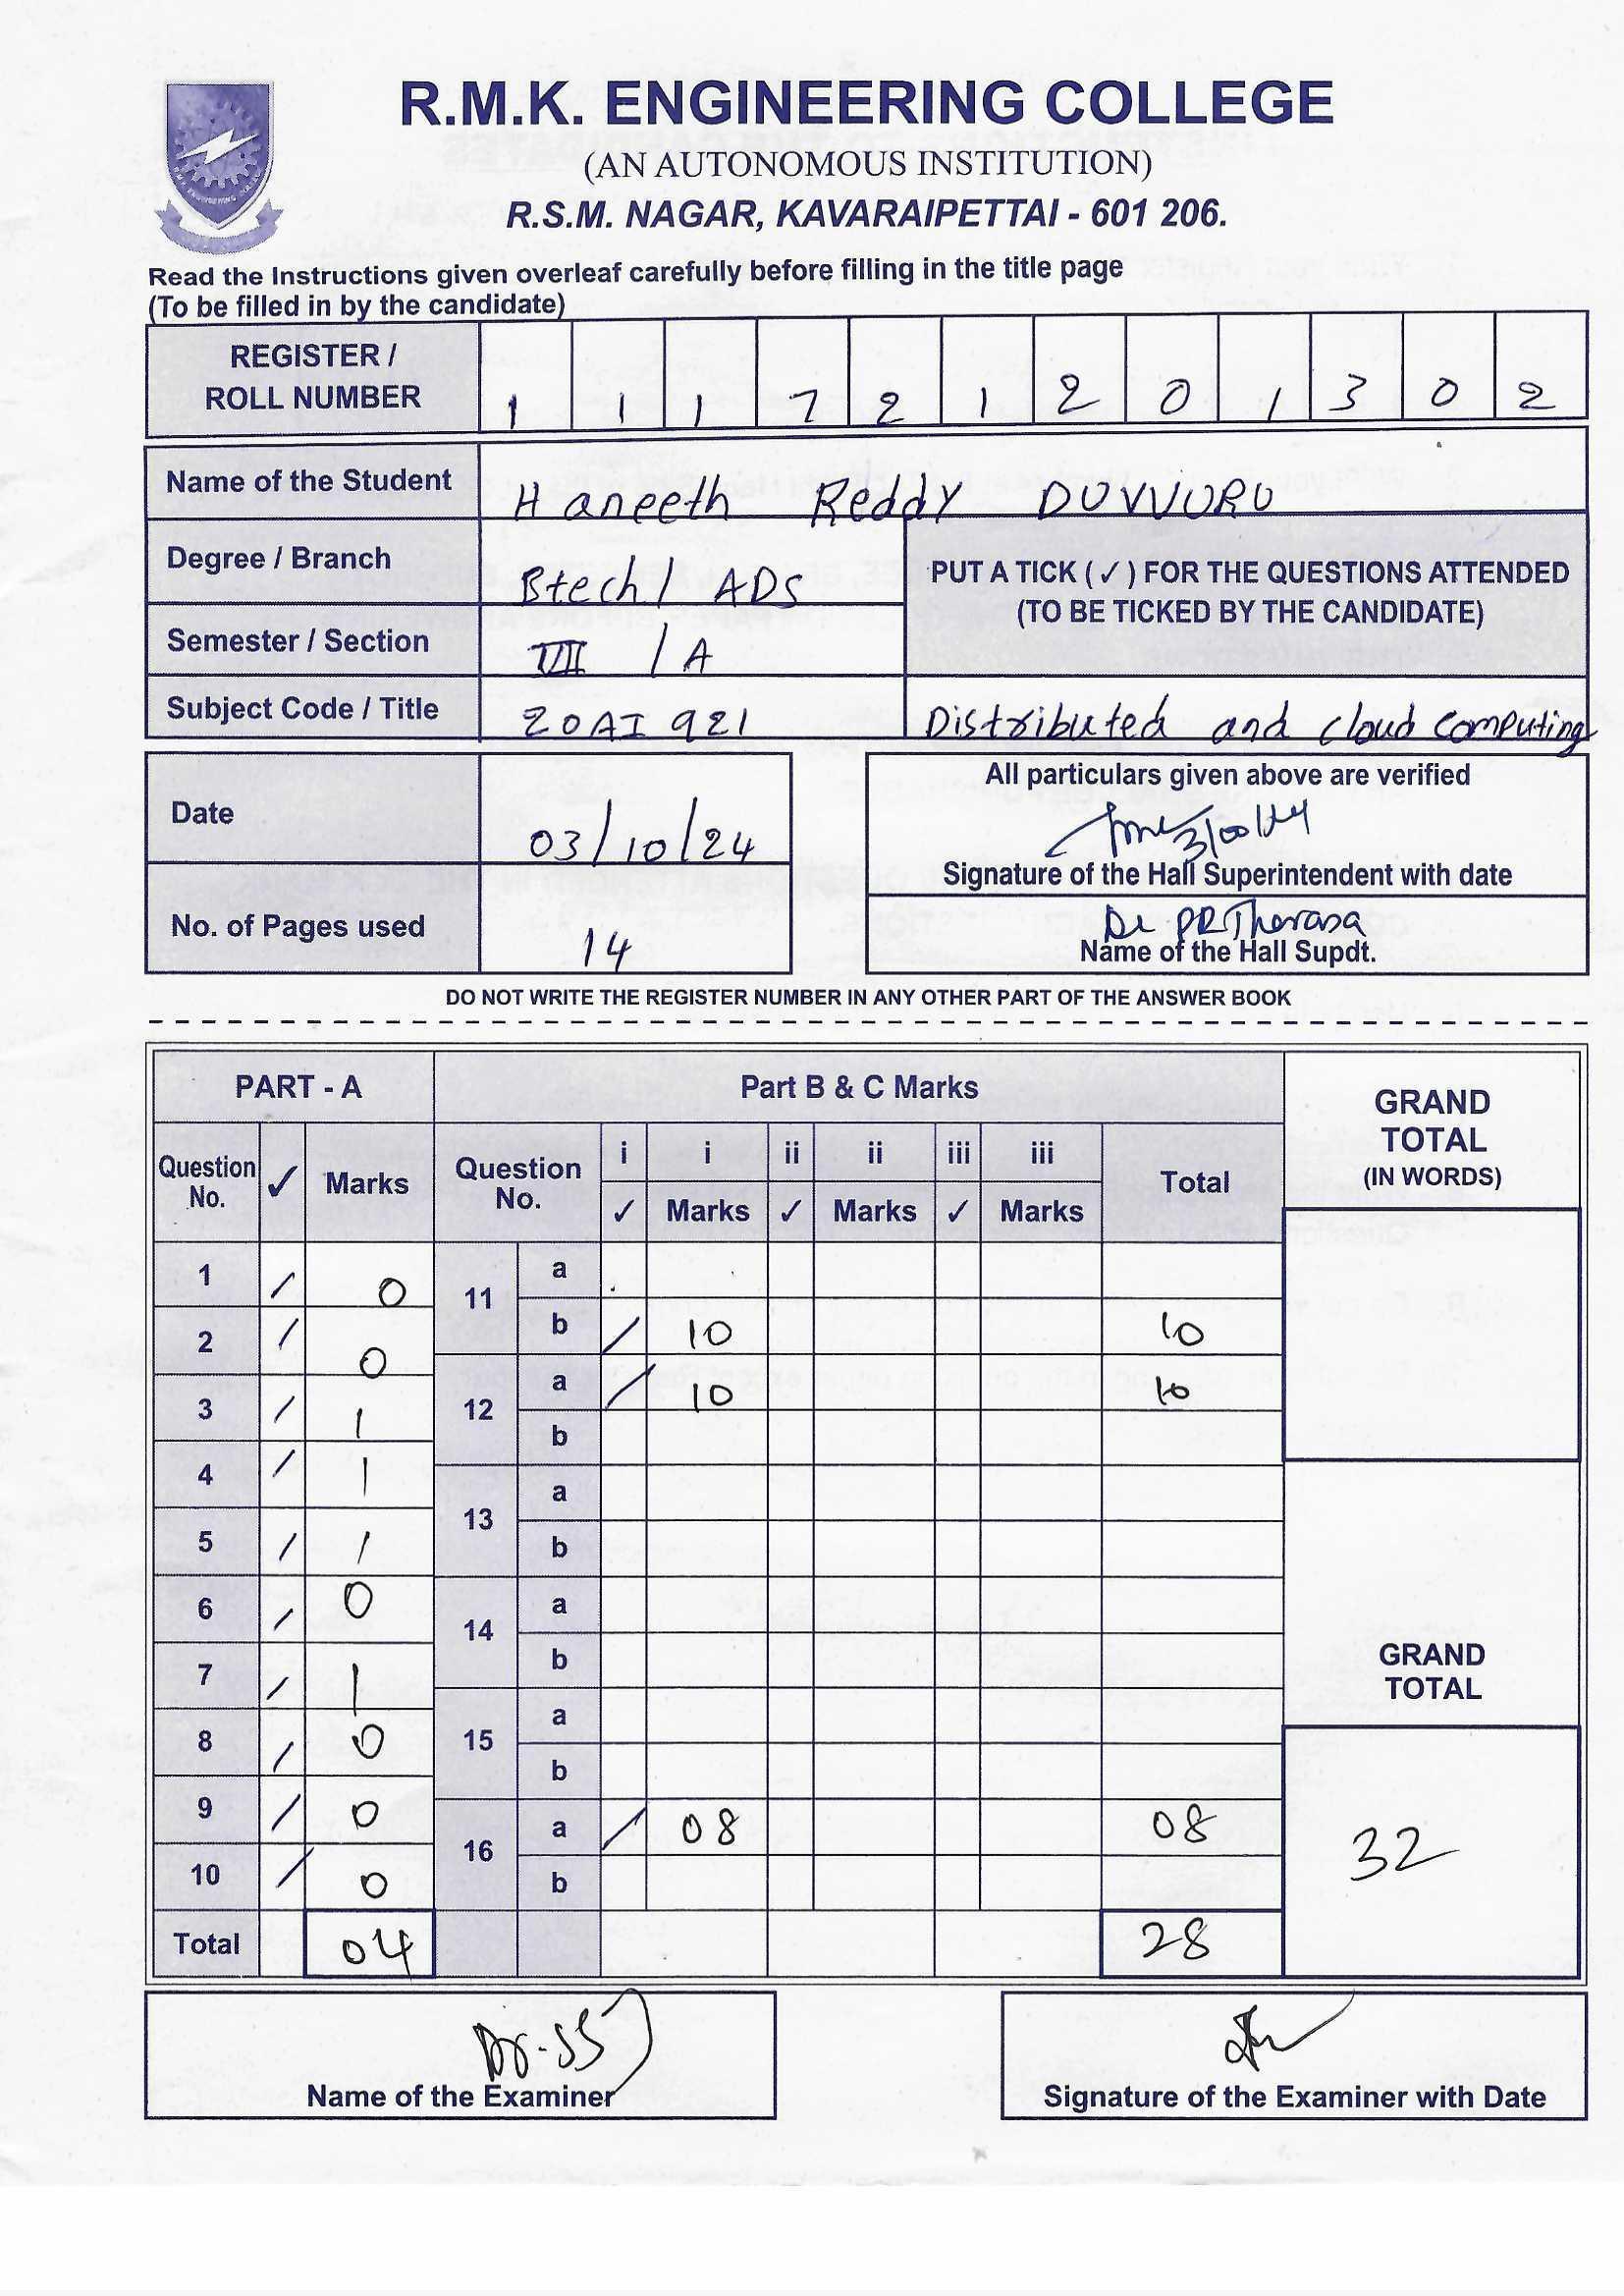 R.M.K. ENGINEERING COLLEGE
(AN AUTONOMOUS INSTITUTION)
R.S.M. NAGAR, KAVARAIPETTAI - 601 206.
Read the Instructions given overleaf carefully before filling in the title page
(To be filled in by the candidate)
REGISTER / ROLL NUMBER 1 1 1 7 2 1 2 0 1 3 0 2
Name of the Student Haneeth Reddy DUVVURU
Degree / Branch Btech / ADS
PUT A TICK (✓) FOR THE QUESTIONS ATTENDED
(TO BE TICKED BY THE CANDIDATE)
Semester / Section VII / A
Subject Code / Title 20AI921 Distributed and cloud computing
All particulars given above are verified
Date 03/10/24
Signature of the Hall Superintendent with date
No. of Pages used 14
Dr PR Therasa
Name of the Hall Supdt.
DO NOT WRITE THE REGISTER NUMBER IN ANY OTHER PART OF THE ANSWER BOOK
PART - A Part B & C Marks GRAND TOTAL (IN WORDS)
Question No. ✓ Marks Question No. i ✓ i Marks ii ✓ ii Marks iii ✓ iii Marks Total
1 / 0 11 a
2 / 0 b / 10 10
3 / 1 12 a / 10 10
4 / 1 b
5 / 1 13 a
b
6 / 0 14 a
7 / 1 b
GRAND TOTAL
8 / 0 15 a
b
9 / 0 16 a / 08 08
32
10 / 0 b
Total 04 28
Name of the Examiner
Signature of the Examiner with Date